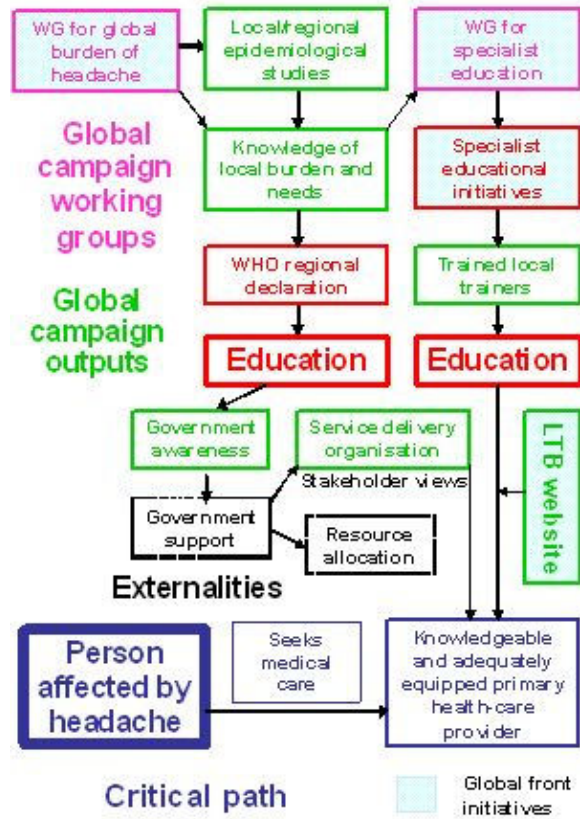 WG for global
burden of
headache
Local/regional
epidemiological
studies
WG for
specialist
education
Global
campaign
working
groups
Knowledge of
local burden and
needs
Specialist
educational
initiatives
WHO regional
declaration
Trained local
trainers
Global
campaign
outputs
Education
Education
Government
awareness
Service delivery
organisation
Stakeholder views
LTB website
Government
support
Resource
allocation
Externalities
Person
affected by
headache
Seeks
medical
care
Knowledgeable
and adequately
equipped primary
health-care
provider
Critical path
Global front
initiatives